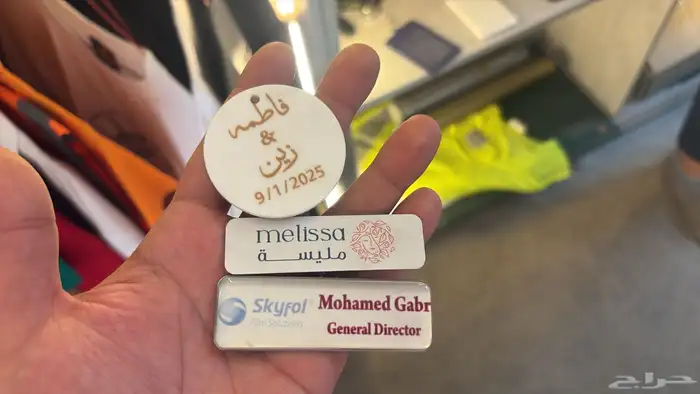 فاطمه
&
زين
9/1/2025
melissa
مليسة
Skyfol
Film Solutions
Mohamed Gabr
General Director
حراج